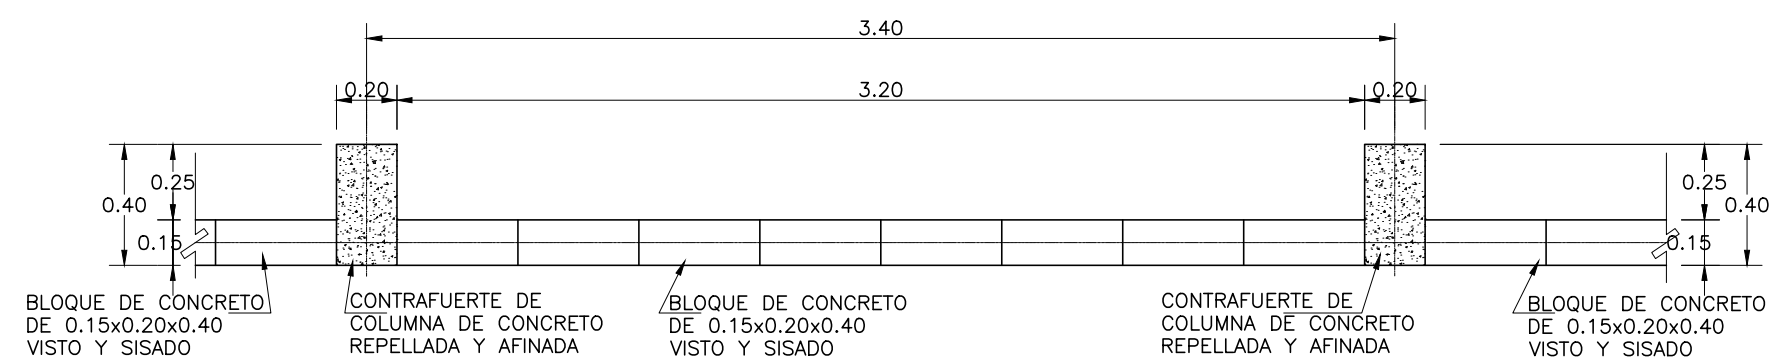 3.40
0.20
3.20
0.20
0.25
0.40
0.15
0.25
0.40
0.15
BLOQUE DE CONCRETO
DE 0.15x0.20x0.40
VISTO Y SISADO
CONTRAFUERTE DE
COLUMNA DE CONCRETO
REPELLADA Y AFINADA
BLOQUE DE CONCRETO
DE 0.15x0.20x0.40
VISTO Y SISADO
CONTRAFUERTE DE
COLUMNA DE CONCRETO
REPELLADA Y AFINADA
BLOQUE DE CONCRETO
DE 0.15x0.20x0.40
VISTO Y SISADO